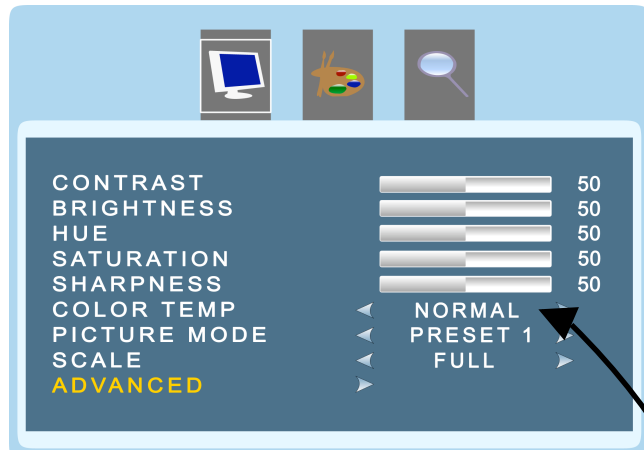 CONTRAST 50
BRIGHTNESS 50
HUE 50
SATURATION 50
SHARPNESS 50
COLOR TEMP NORMAL
PICTURE MODE PRESET 1
SCALE FULL
ADVANCED